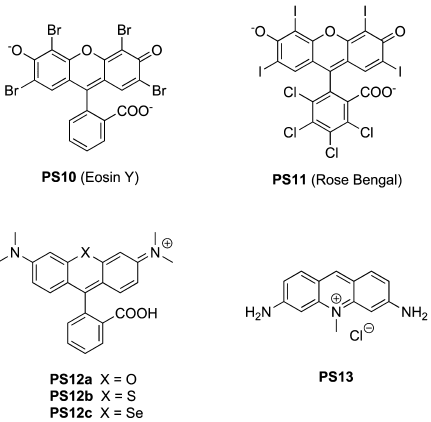 Br Br I I
⁻O O O ⁻O O O
Br Br I I
COO⁻ Cl COO⁻
Cl Cl
Cl
PS10 (Eosin Y) PS11 (Rose Bengal)
N X N⊕
COOH H₂N N⊕ NH₂
Cl⊖
PS12a X = O PS13
PS12b X = S
PS12c X = Se